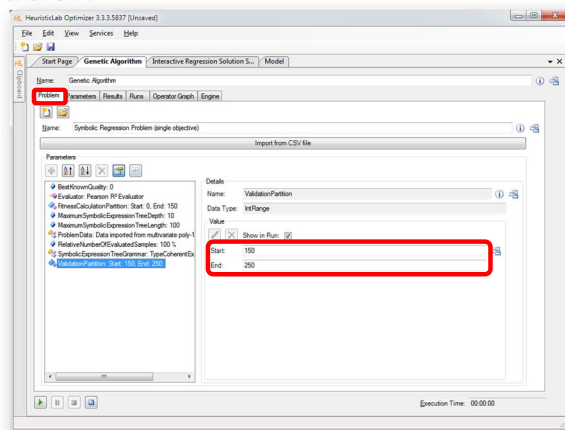 HL HeuristicLab Optimizer 3.3.3.5837 [Unsaved]
File Edit View Services Help
Start Page Genetic Algorithm Interactive Regression Solution S... Model
HL Clipboard
Name: Genetic Algorithm
Problem Parameters Results Runs Operator Graph Engine
Name: Symbolic Regression Problem (single objective)
Import from CSV file
Parameters
BestKnownQuality: 0
Evaluator: Pearson R² Evaluator
FitnessCalculationPartition: Start: 0, End: 150
MaximumSymbolicExpressionTreeDepth: 10
MaximumSymbolicExpressionTreeLength: 100
ProblemData: Data imported from multivariate poly-1
RelativeNumberOfEvaluatedSamples: 100 %
SymbolicExpressionTreeGrammar: TypeCoherentEx
ValidationPartition: Start: 150, End: 250
Details
Name: ValidationPartition
Data Type: IntRange
Value
Show in Run:
Start: 150
End: 250
Execution Time: 00:00:00